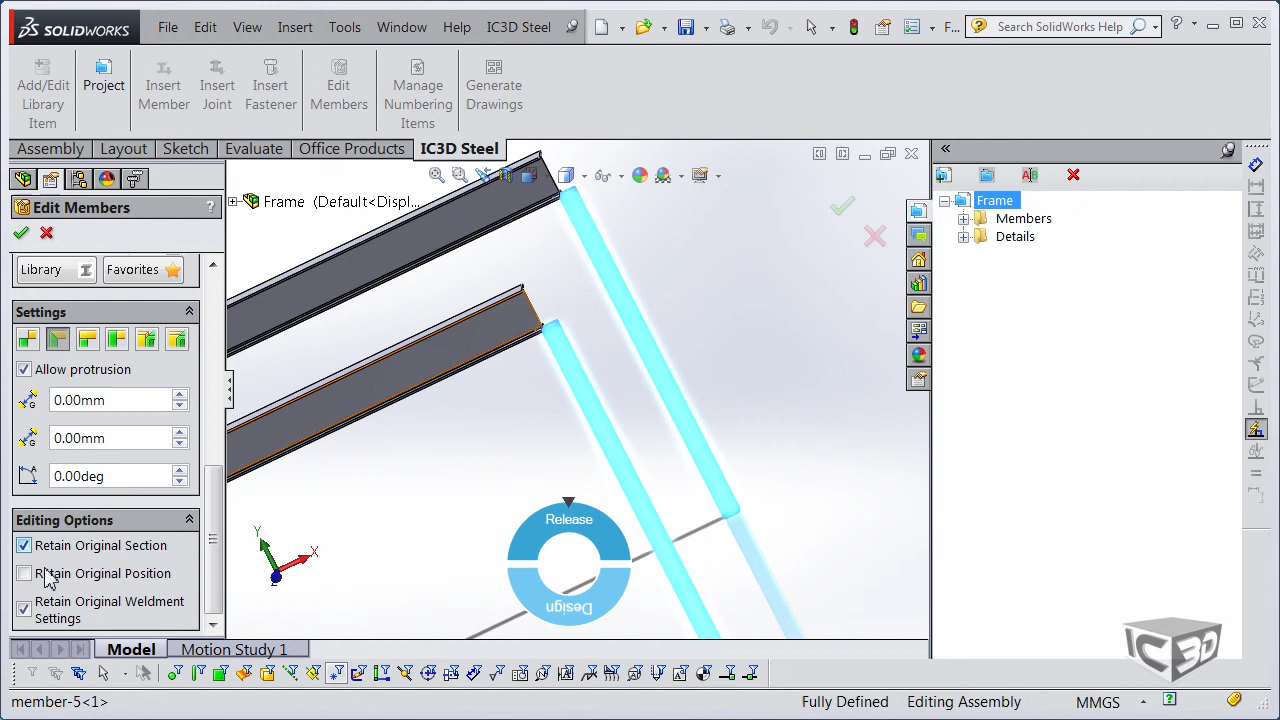 SOLIDWORKS
File Edit View Insert Tools Window Help IC3D Steel
F... Search SolidWorks Help
Add/Edit Library Item
Project
Insert Member
Insert Joint
Insert Fastener
Edit Members
Manage Numbering Items
Generate Drawings
Assembly Layout Sketch Evaluate Office Products IC3D Steel
Edit Members ?
Library
Favorites
Settings
Allow protrusion
0.00mm
0.00mm
0.00deg
Editing Options
Retain Original Section
Retain Original Position
Retain Original Weldment
Settings
Frame (Default<Displ...
Release
Design
Y
X
Z
Frame
Members
Details
IC3D
Model Motion Study 1
member-5<1> Fully Defined Editing Assembly MMGS